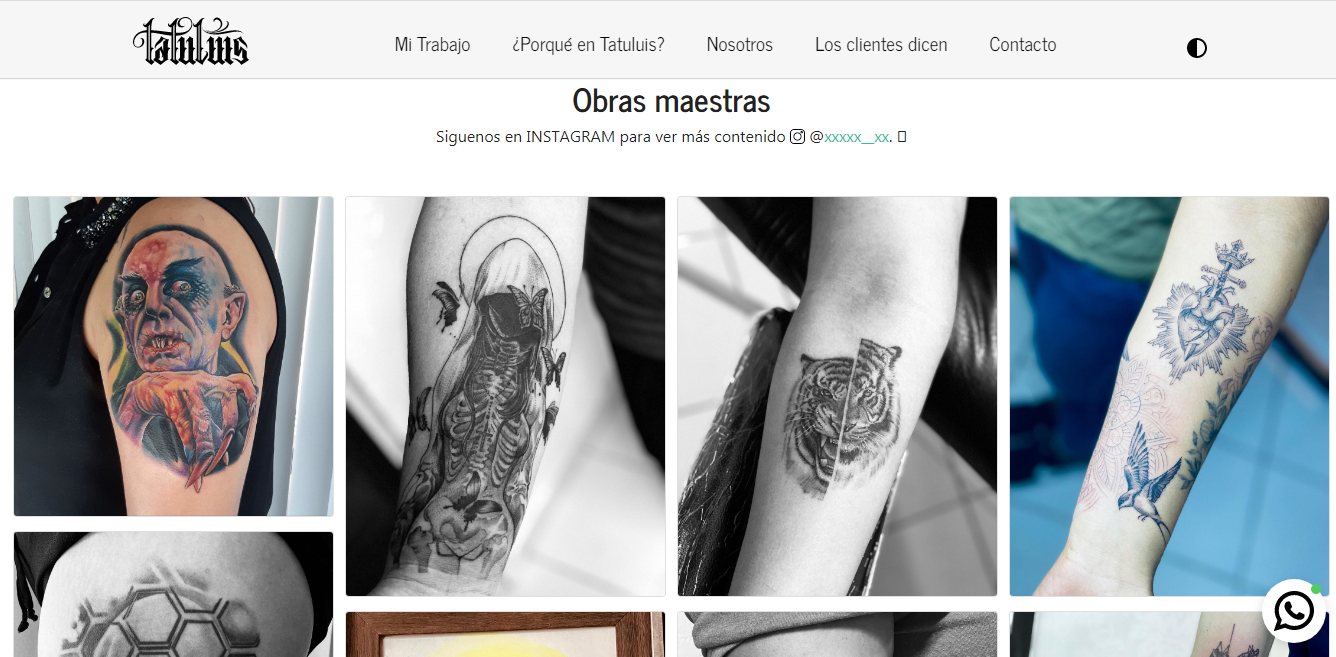 tatuluis
Mi Trabajo
¿Porqué en Tatuluis?
Nosotros
Los clientes dicen
Contacto
Obras maestras
Siguenos en INSTAGRAM para ver más contenido @xxxxx__xx.